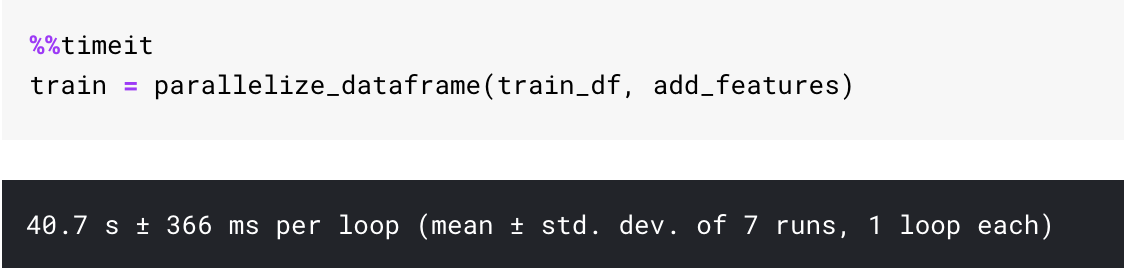 %%timeit
train = parallelize_dataframe(train_df, add_features)
40.7 s ± 366 ms per loop (mean ± std. dev. of 7 runs, 1 loop each)